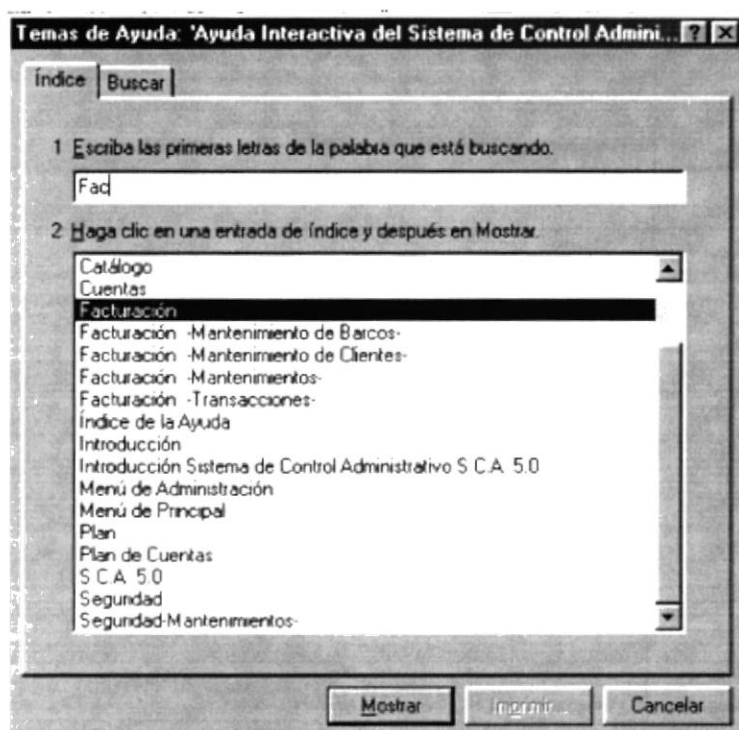 Temas de Ayuda: 'Ayuda Interactiva del Sistema de Control Admini... ? X
Índice Buscar
1 Escriba las primeras letras de la palabra que está buscando.
Fac
2 Haga clic en una entrada de índice y después en Mostrar.
Catálogo
Cuentas
Facturación
Facturación -Mantenimiento de Barcos-
Facturación -Mantenimiento de Clientes-
Facturación -Mantenimientos-
Facturación -Transacciones-
Índice de la Ayuda
Introducción
Introducción Sistema de Control Administrativo S.C.A. 5.0
Menú de Administración
Menú de Principal
Plan
Plan de Cuentas
S.C.A. 5.0
Seguridad
Seguridad-Mantenimientos-
Mostrar Imprimir... Cancelar